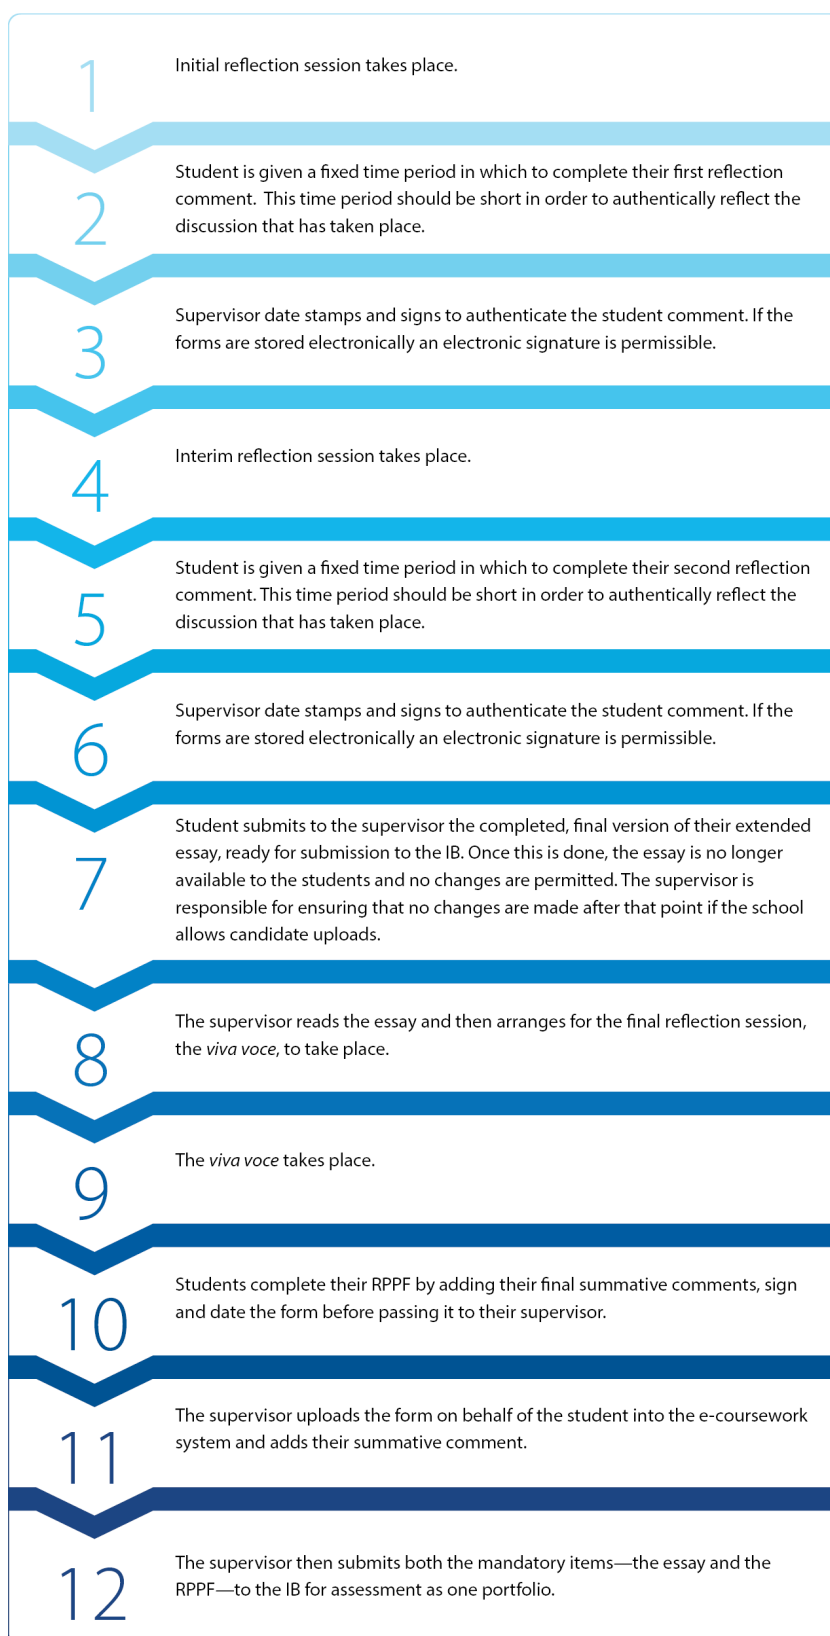 1
Initial reflection session takes place.
2
Student is given a fixed time period in which to complete their first reflection
comment. This time period should be short in order to authentically reflect the
discussion that has taken place.
3
Supervisor date stamps and signs to authenticate the student comment. If the
forms are stored electronically an electronic signature is permissible.
4
Interim reflection session takes place.
5
Student is given a fixed time period in which to complete their second reflection
comment. This time period should be short in order to authentically reflect the
discussion that has taken place.
6
Supervisor date stamps and signs to authenticate the student comment. If the
forms are stored electronically an electronic signature is permissible.
7
Student submits to the supervisor the completed, final version of their extended
essay, ready for submission to the IB. Once this is done, the essay is no longer
available to the students and no changes are permitted. The supervisor is
responsible for ensuring that no changes are made after that point if the school
allows candidate uploads.
8
The supervisor reads the essay and then arranges for the final reflection session,
the viva voce, to take place.
9
The viva voce takes place.
10
Students complete their RPPF by adding their final summative comments, sign
and date the form before passing it to their supervisor.
11
The supervisor uploads the form on behalf of the student into the e-coursework
system and adds their summative comment.
12
The supervisor then submits both the mandatory items—the essay and the
RPPF—to the IB for assessment as one portfolio.